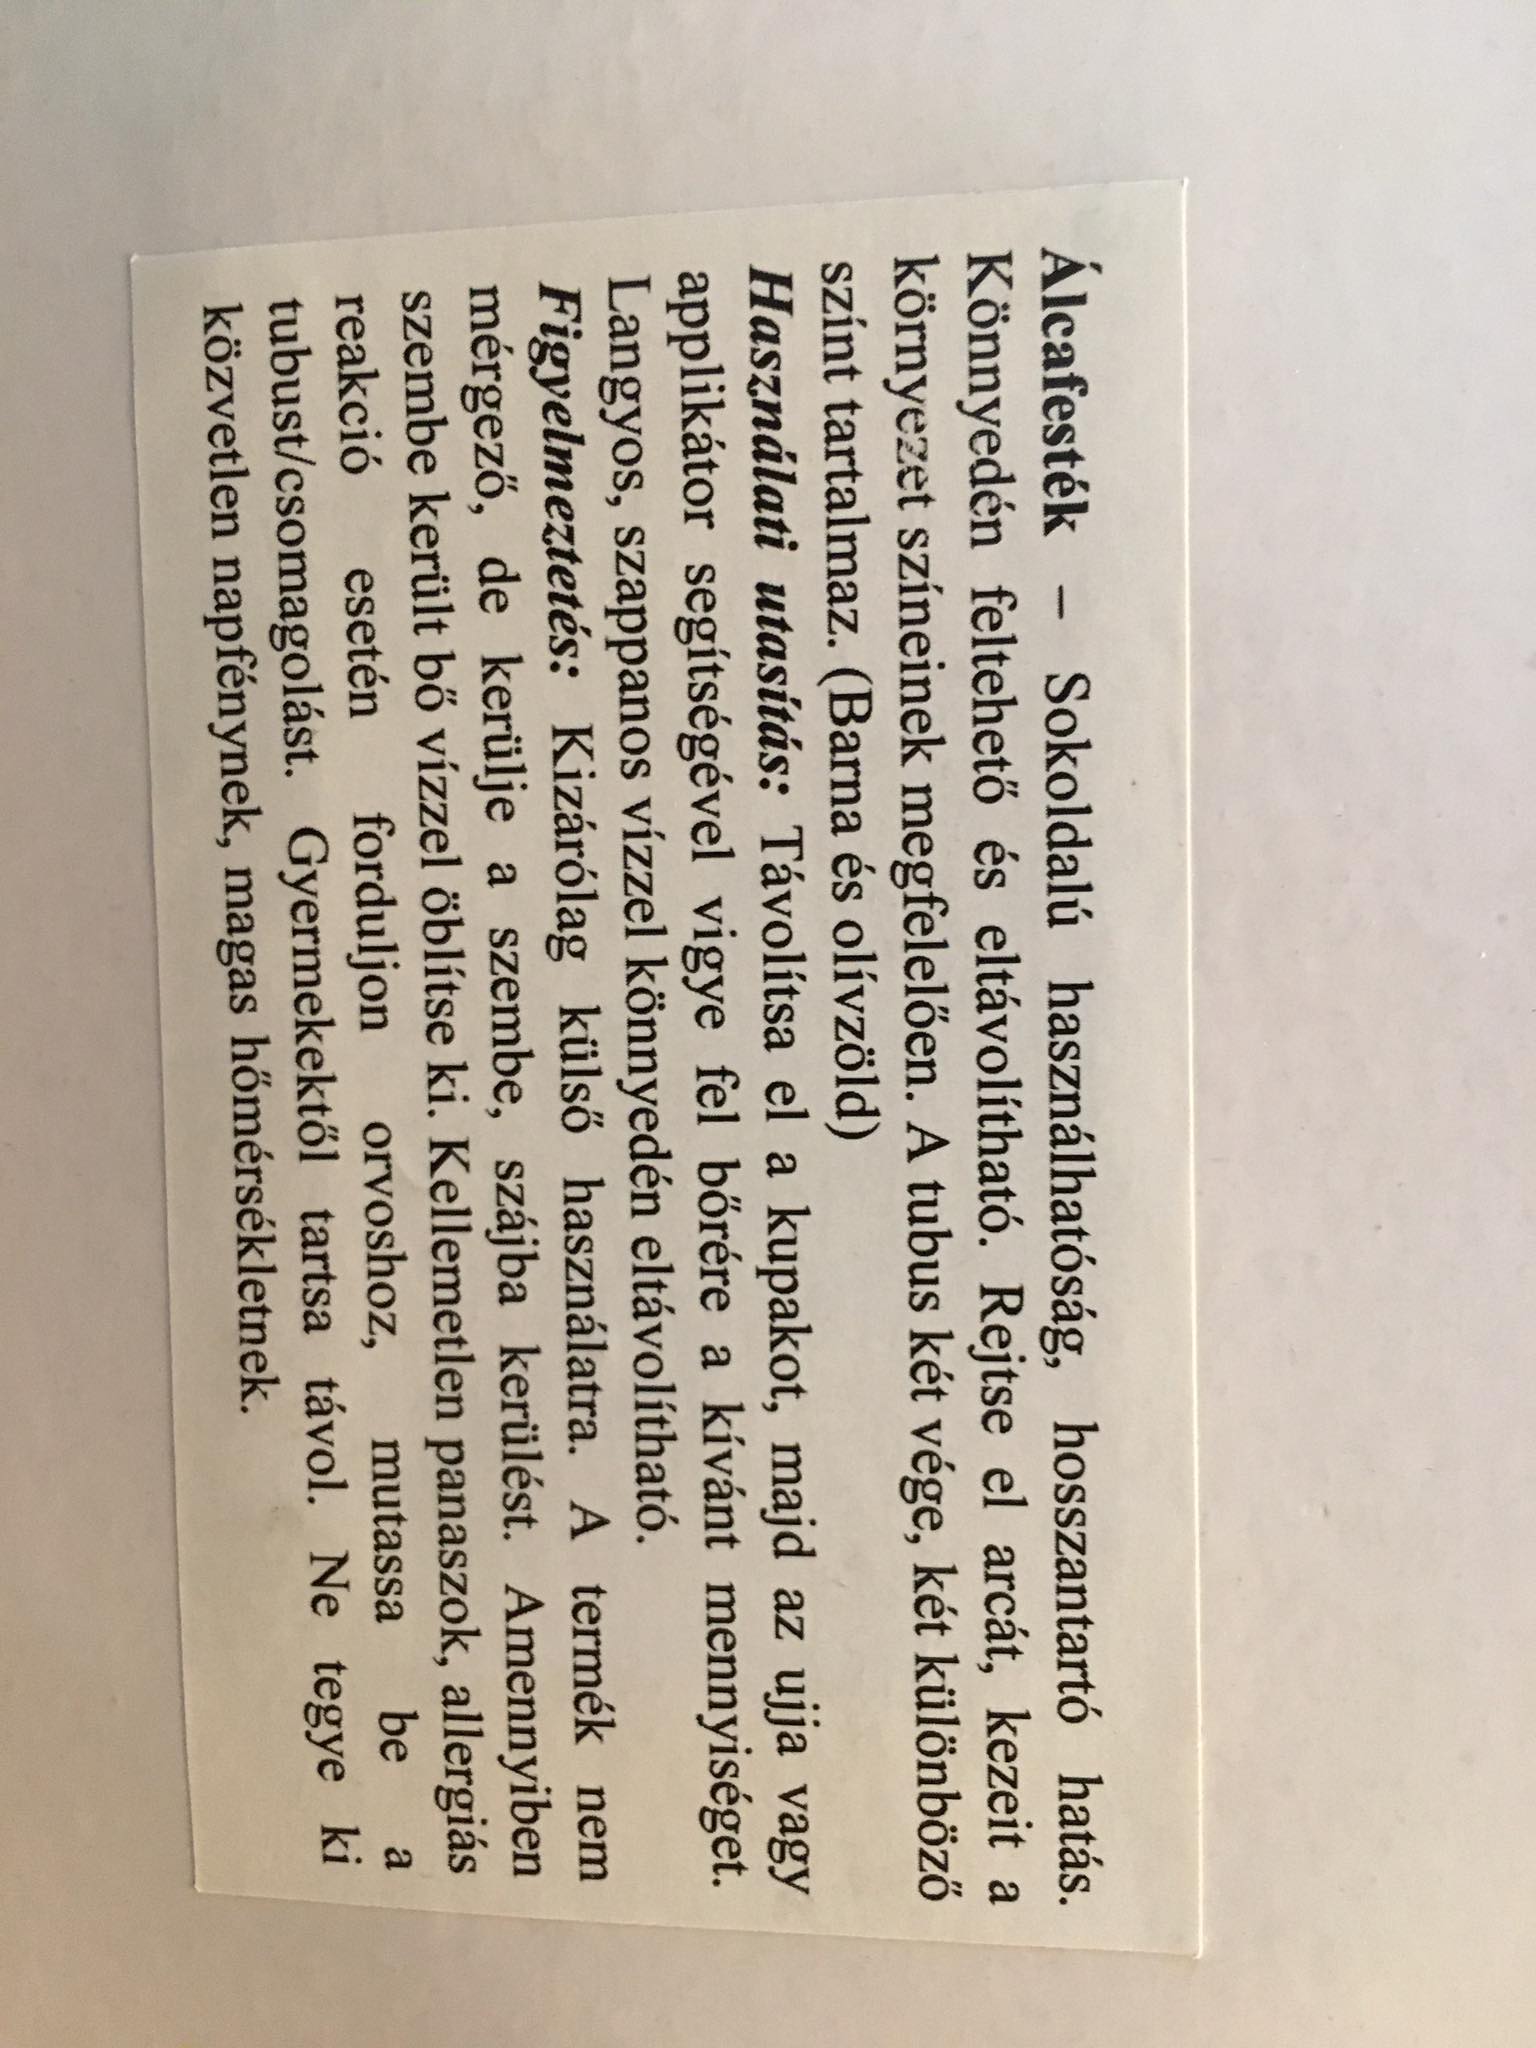 Álcafesték – Sokoldalú használhatóság, hosszantartó hatás.
Könnyedén feltehető és eltávolítható. Rejtse el arcát, kezeit a
környezet színeinek megfelelően. A tubus két vége, két különböző
színt tartalmaz. (Barna és olívzöld)
Használati utasítás: Távolítsa el a kupakot, majd az ujja vagy
applikátor segítségével vigye fel bőrére a kívánt mennyiséget.
Langyos, szappanos vízzel könnyedén eltávolítható.
Figyelmeztetés: Kizárólag külső használatra. A termék nem
mérgező, de kerülje a szembe, szájba kerülést. Amennyiben
szembe került bő vízzel öblítse ki. Kellemetlen panaszok, allergiás
reakció esetén forduljon orvoshoz, mutassa be a
tubust/csomagolást. Gyermekektől tartsa távol. Ne tegye ki
közvetlen napfénynek, magas hőmérsékletnek.